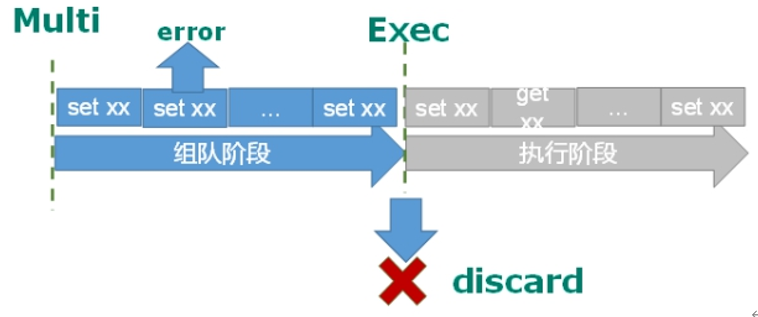 Multi
error
Exec
set xx
set xx
...
set xx
set xx
get
xx
...
set xx
组队阶段
执行阶段
discard